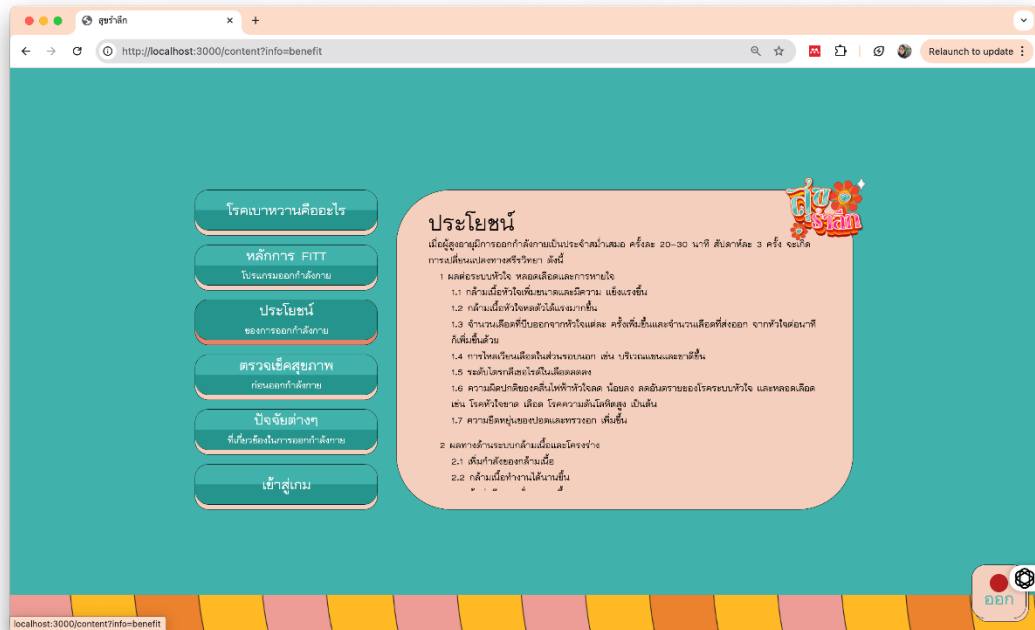 สุขรำลึก
http://localhost:3000/content?info=benefit
Relaunch to update
โรคเบาหวานคืออะไร
หลักการ FITT
โปรแกรมออกกำลังกาย
ประโยชน์
ของการออกกำลังกาย
ตรวจเช็คสุขภาพ
ก่อนออกกำลังกาย
ปัจจัยต่างๆ
ที่เกี่ยวข้องในการออกกำลังกาย
เข้าสู่เกม
สุข
รำลึก
ประโยชน์
เมื่อผู้สูงอายุมีการออกกำลังกายเป็นประจำสม่ำเสมอ ครั้งละ 20-30 นาที สัปดาห์ละ 3 ครั้ง จะเกิด
การเปลี่ยนแปลงทางสรีรวิทยา ดังนี้
1 ผลต่อระบบหัวใจ หลอดเลือดและการหายใจ
1.1 กล้ามเนื้อหัวใจเพิ่มขนาดและมีความ แข็งแรงขึ้น
1.2 กล้ามเนื้อหัวใจหดตัวได้แรงมากขึ้น
1.3 จำนวนเลือดที่บีบออกจากหัวใจแต่ละ ครั้งเพิ่มขึ้นและจำนวนเลือดที่ส่งออก จากหัวใจต่อนาที
ก็เพิ่มขึ้นด้วย
1.4 การไหลเวียนเลือดในส่วนรอบนอก เช่น บริเวณแขนและขาดีขึ้น
1.5 ระดับไตรกลีเซอไรด์ในเลือดลดลง
1.6 ความผิดปกติของคลื่นไฟฟ้าหัวใจลด น้อยลง ลดอันตรายของโรคระบบหัวใจ และหลอดเลือด
เช่น โรคหัวใจขาด เลือด โรคความดันโลหิตสูง เป็นต้น
1.7 ความยืดหยุ่นของปอดและทรวงอก เพิ่มขึ้น
2 ผลทางด้านระบบกล้ามเนื้อและโครงร่าง
2.1 เพิ่มกำลังของกล้ามเนื้อ
2.2 กล้ามเนื้อทำงานได้นานขึ้น
ออก
localhost:3000/content?info=benefit